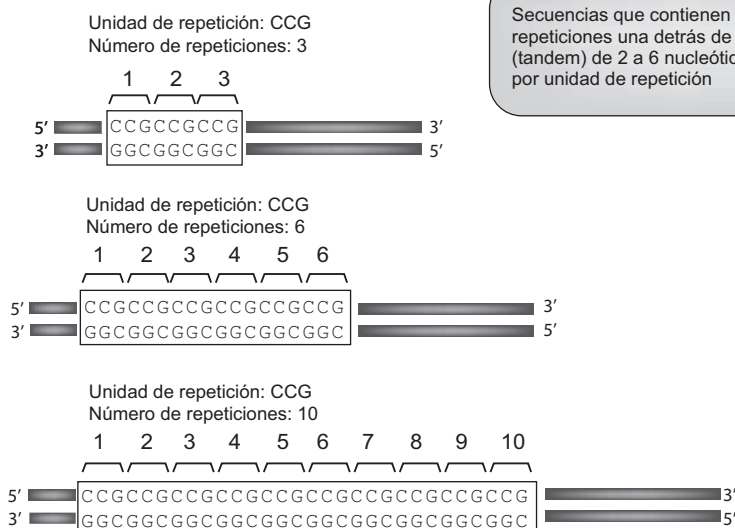 Unidad de repetición: CCG
Número de repeticiones: 3
Secuencias que contienen
repeticiones una detrás de
(tandem) de 2 a 6
por unidad de repetición
1 2 3
5′ CCGCCGCCG 3′
3′ GGCGGCGGC 5′
Unidad de repetición: CCG
Número de repeticiones: 6
1 2 3 4 5 6
5′ CCGCCGCCGCCGCCGCCG 3′
3′ GGCGGCGGCGGCGGCGGC 5′
Unidad de repetición: CCG
Número de repeticiones: 10
1 2 3 4 5 6 7 8 9 10
5′ CCGCCGCCGCCGCCGCCGCCGCCGCCGCCG 3′
3′ GGCGGCGGCGGCGGCGGCGGCGGCGGCGGC 5′